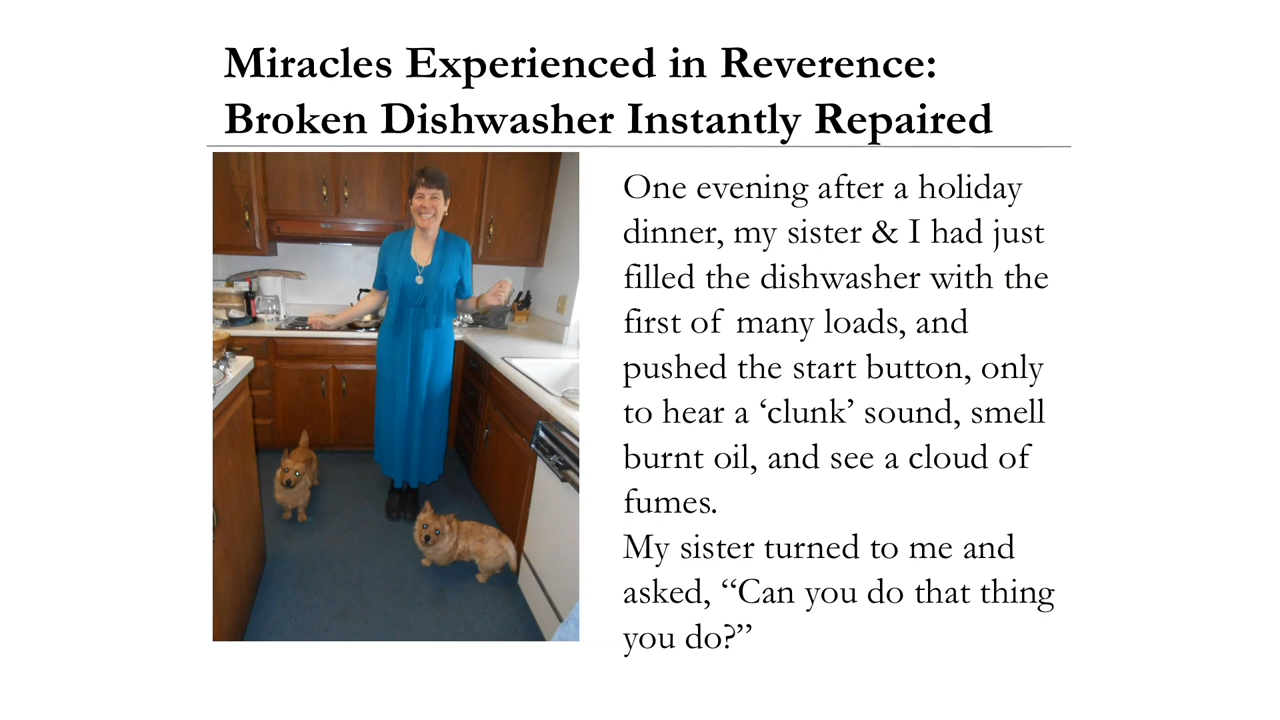 Miracles Experienced in Reverence:
Broken Dishwasher Instantly Repaired
One evening after a holiday
dinner, my sister & I had just
filled the dishwasher with the
first of many loads, and
pushed the start button, only
to hear a ‘clunk’ sound, smell
burnt oil, and see a cloud of
fumes.
My sister turned to me and
asked, “Can you do that thing
you do?”